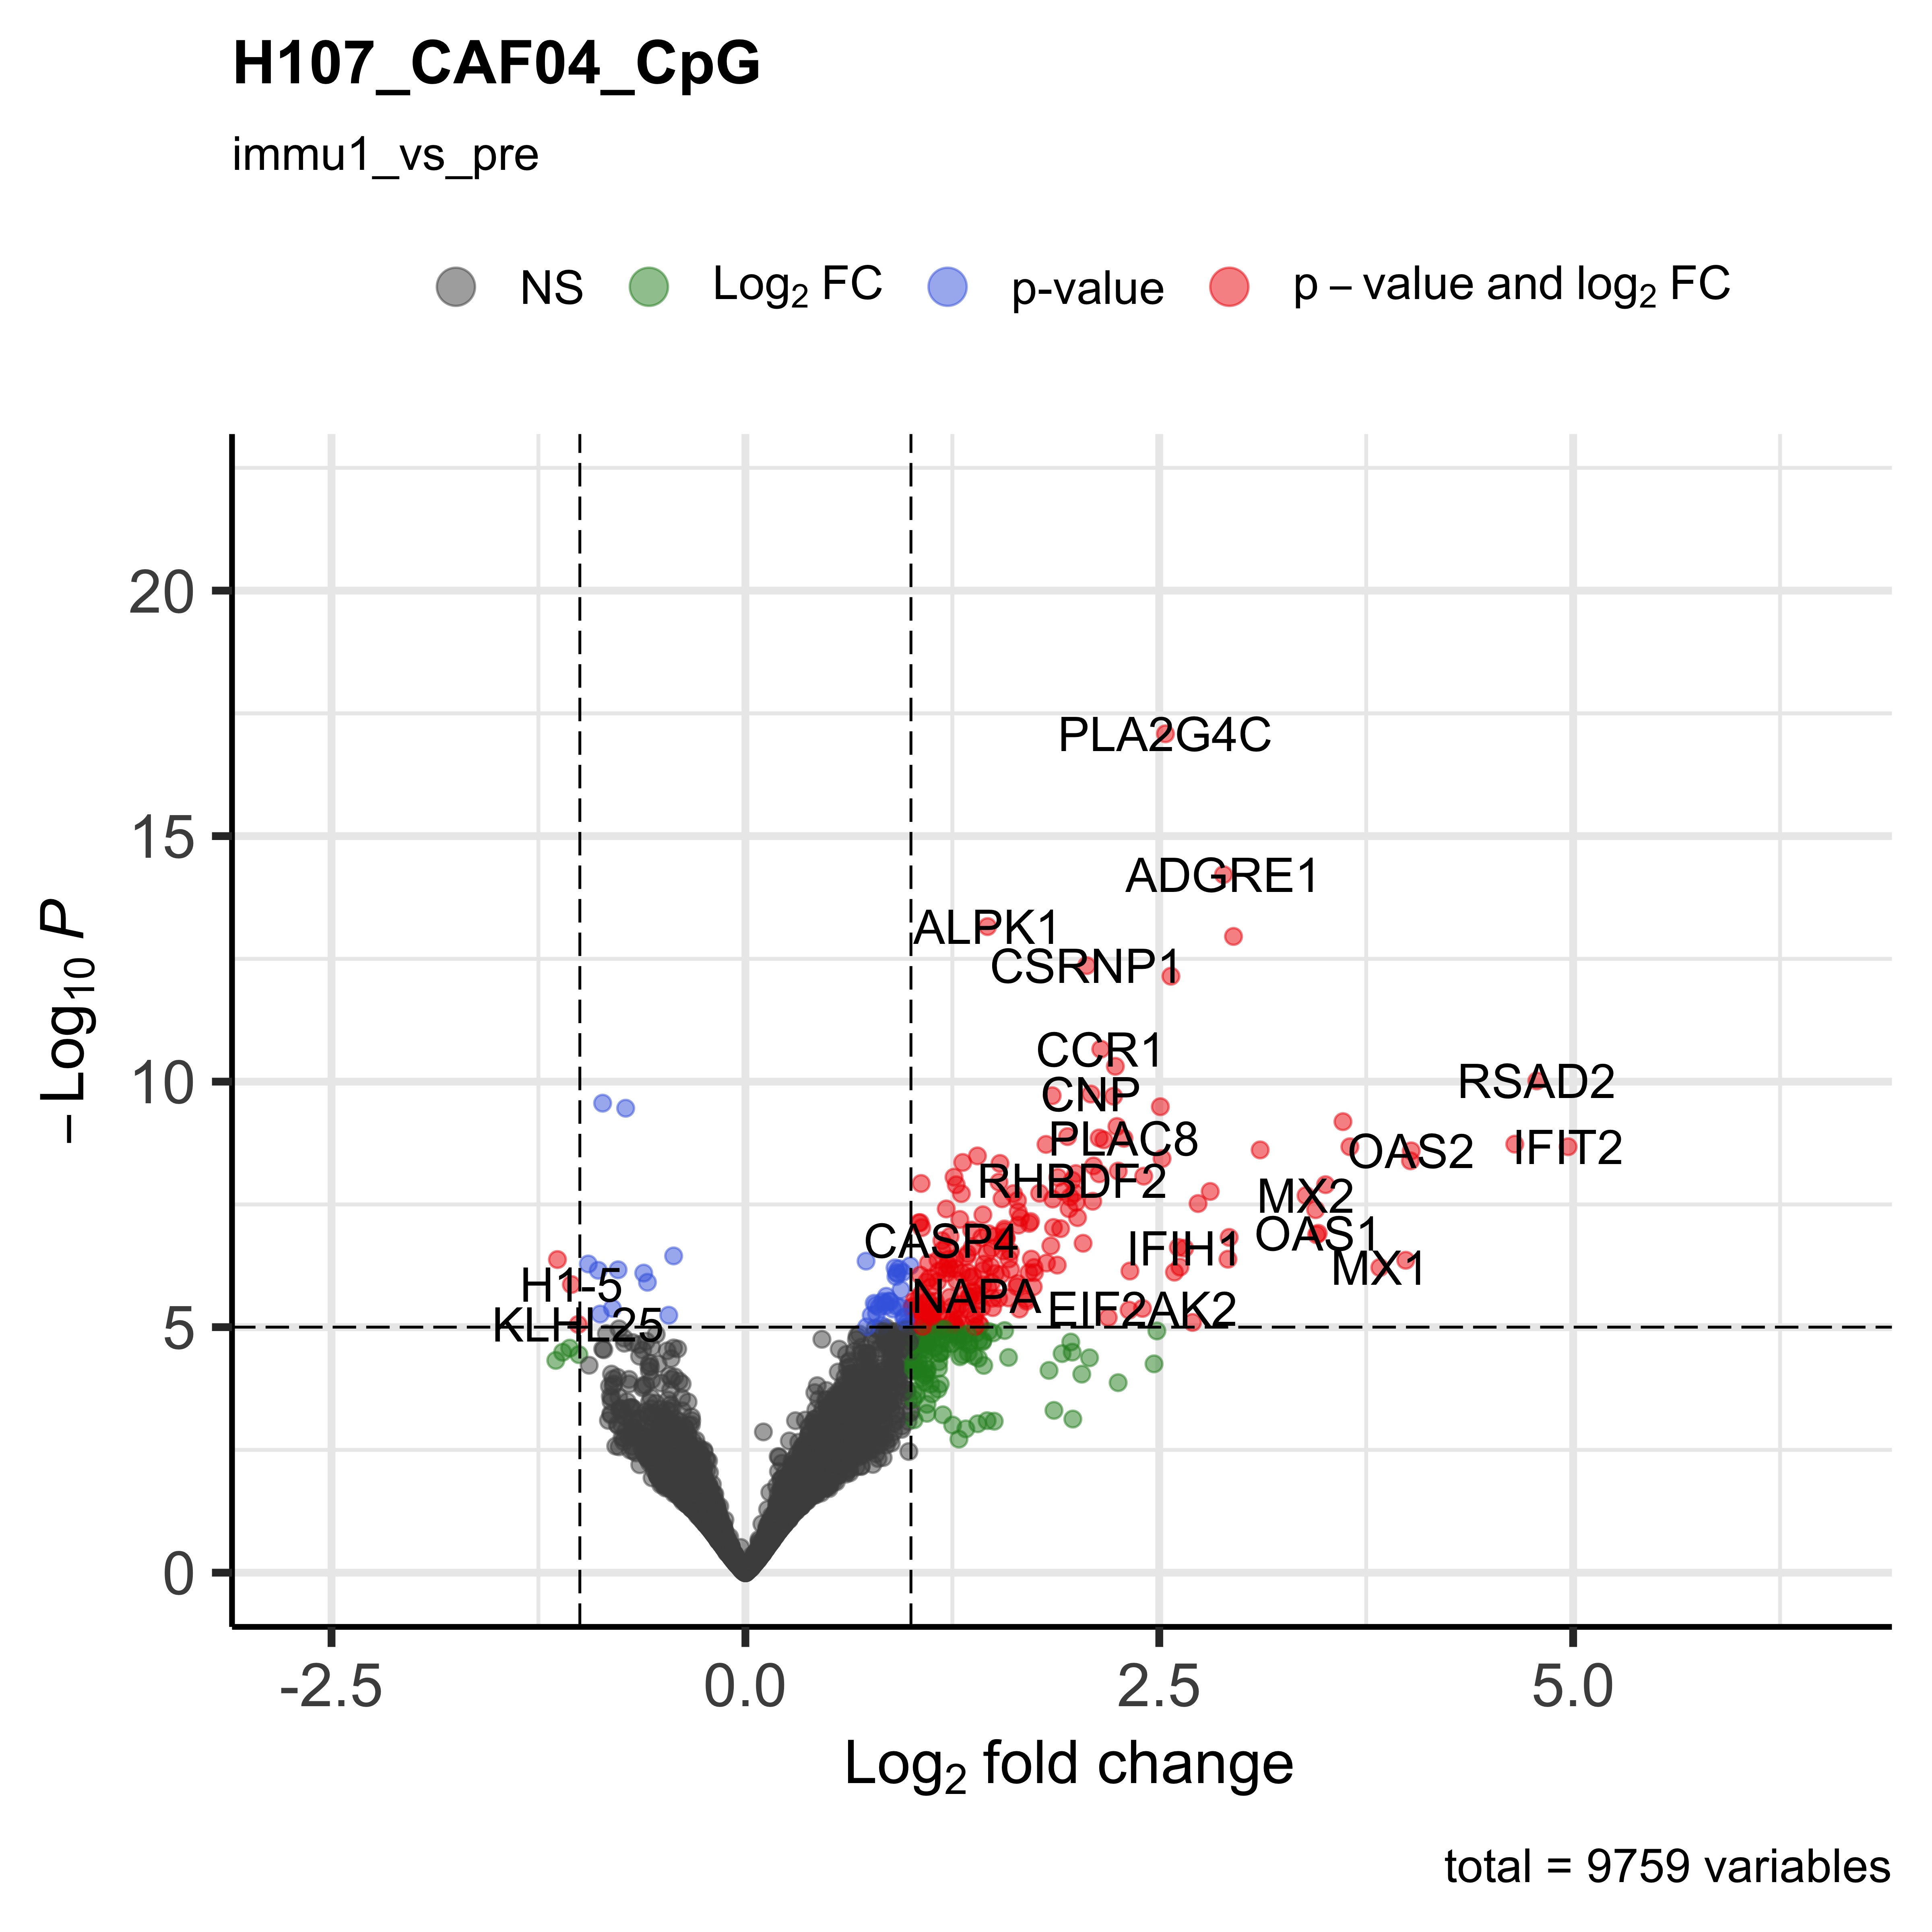 H107_CAF04_CpG
immu1_vs_pre
NS Log₂ FC p-value p – value and log₂ FC
– Log₁₀ P
20
15
10
5
0
PLA2G4C
ADGRE1
ALPK1
CSRNP1
CCR1
CNP
RSAD2
PLAC8
OAS2 IFIT2
RHBDF2
MX2
CASP4 IFIH1 OAS1
MX1
H1-5
NAPA EIF2AK2
KLHL25
-2.5 0.0 2.5 5.0
Log₂ fold change
total = 9759 variables